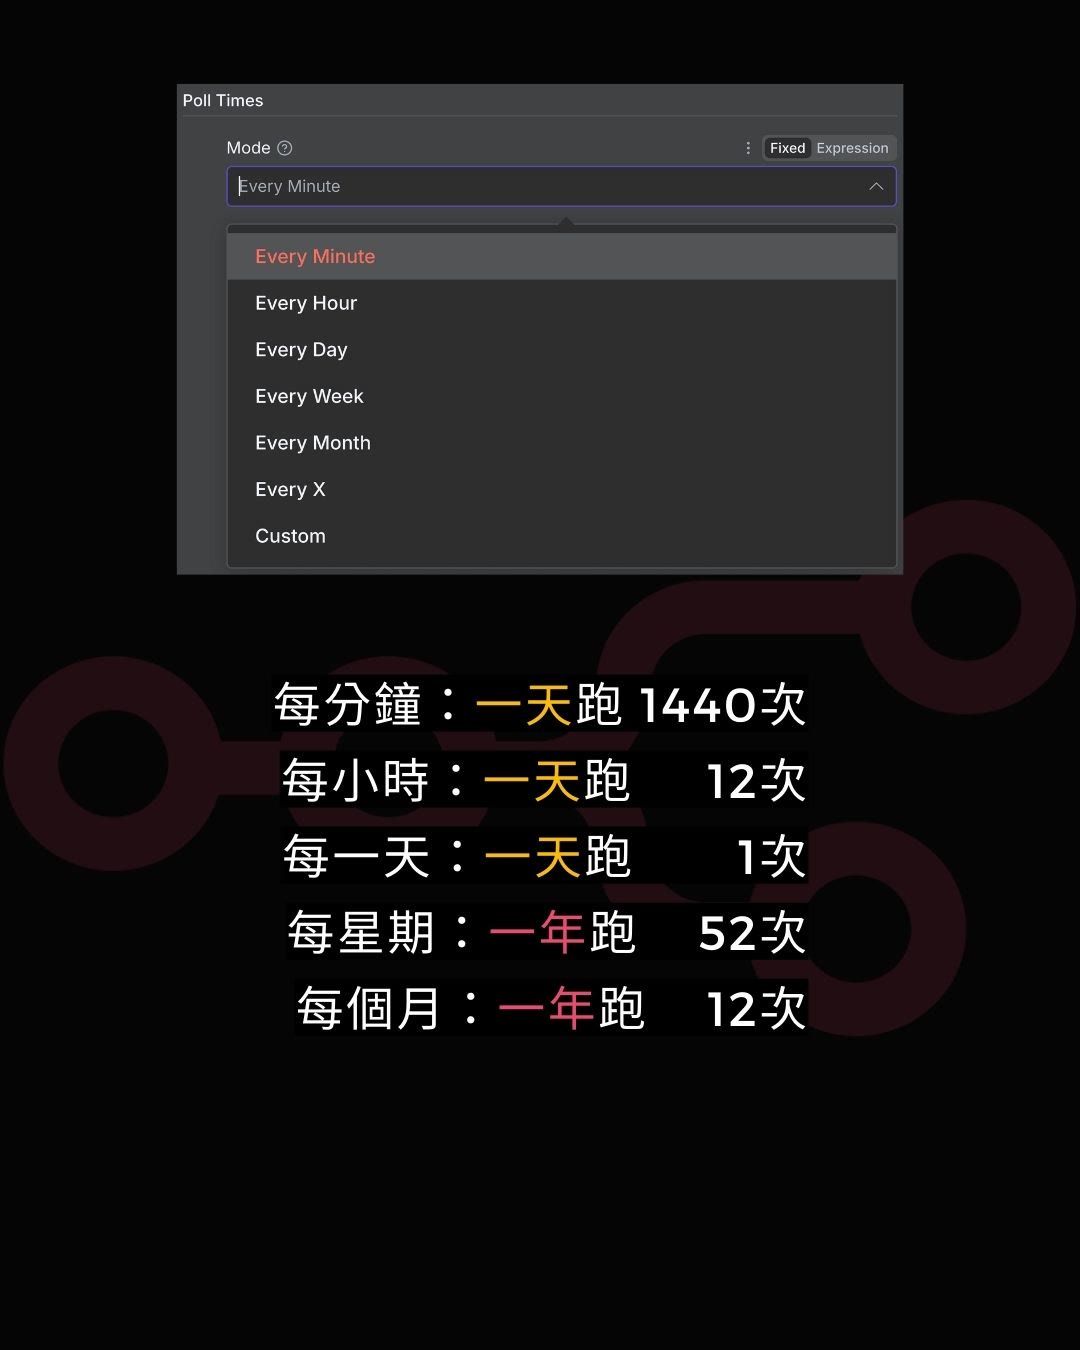 Poll Times
Mode
Fixed Expression
Every Minute
Every Minute
Every Hour
Every Day
Every Week
Every Month
Every X
Custom
每分鐘：一天跑 1440次
每小時：一天跑 12次
每一天：一天跑 1次
每星期：一年跑 52次
每個月：一年跑 12次